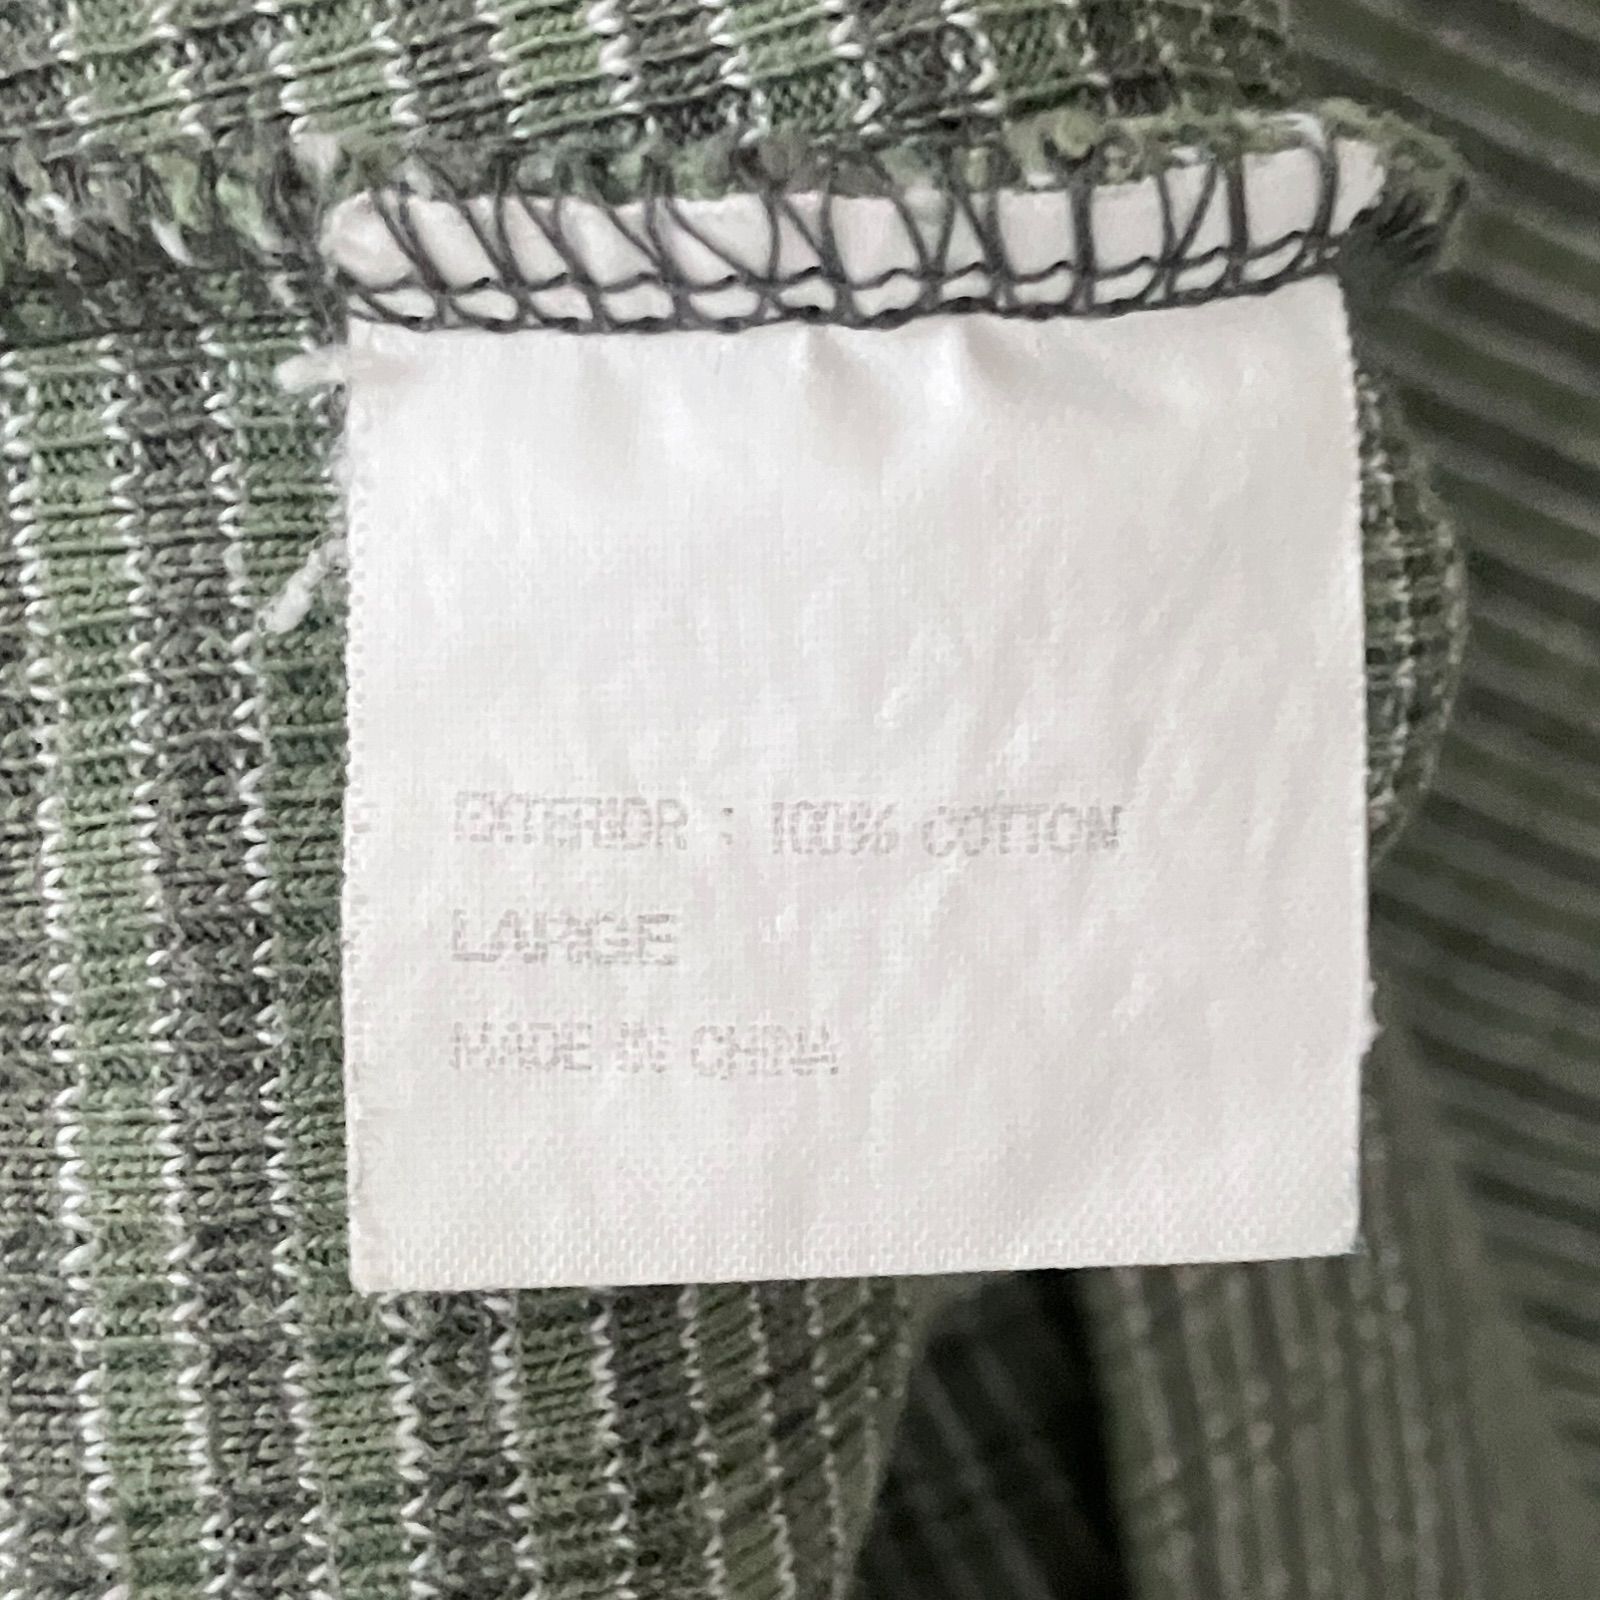 EXTERIOR : 100% COTTON
LARGE
MADE IN CHINA